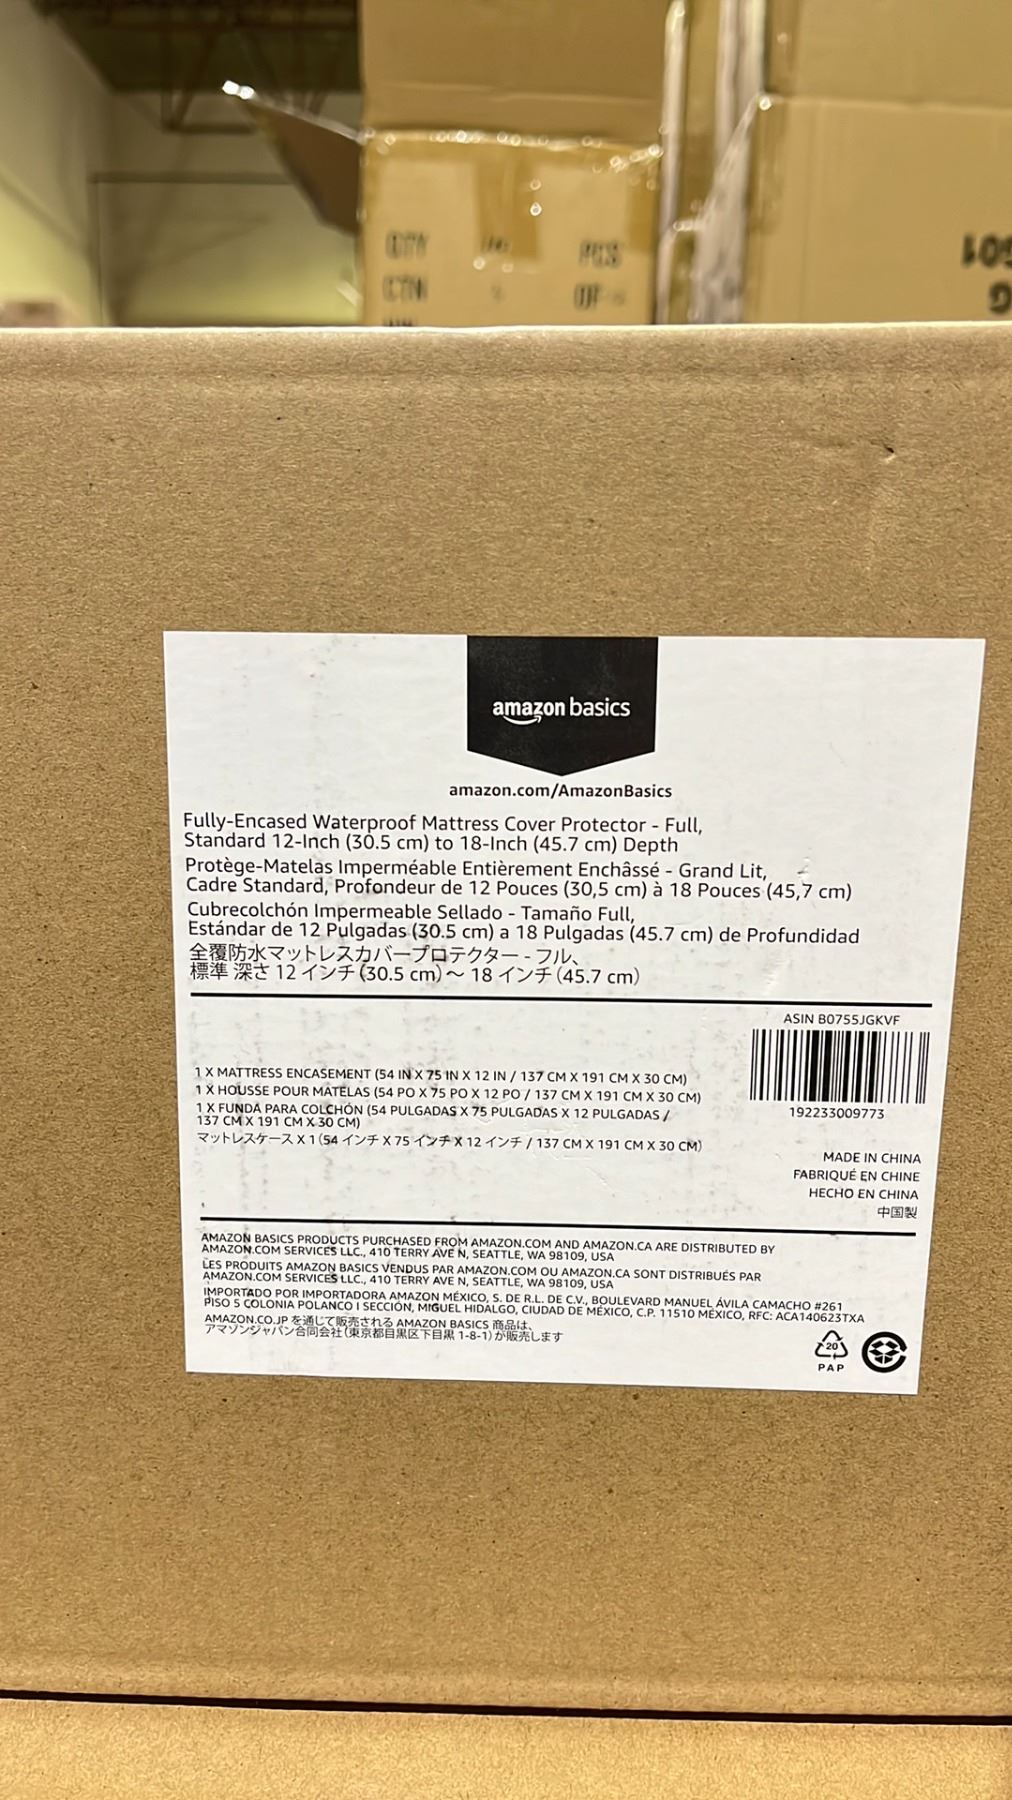 QTY PCS
CTN OF
G01
G
amazon basics
amazon.com/AmazonBasics
Fully-Encased Waterproof Mattress Cover Protector - Full,
Standard 12-Inch (30.5 cm) to 18-Inch (45.7 cm) Depth
Protège-Matelas Imperméable Entièrement Enchâssé - Grand Lit,
Cadre Standard, Profondeur de 12 Pouces (30,5 cm) à 18 Pouces (45,7 cm)
Cubrecolchón Impermeable Sellado - Tamaño Full,
Estándar de 12 Pulgadas (30.5 cm) a 18 Pulgadas (45.7 cm) de Profundidad
全覆防水マットレスカバープロテクター - フル、
標準 深さ 12 インチ (30.5 cm) ～ 18 インチ (45.7 cm)
ASIN B0755JGKVF
192233009773
1 X MATTRESS ENCASEMENT (54 IN X 75 IN X 12 IN / 137 CM X 191 CM X 30 CM)
1 X HOUSSE POUR MATELAS (54 PO X 75 PO X 12 PO / 137 CM X 191 CM X 30 CM)
1 X FUNDA PARA COLCHÓN (54 PULGADAS X 75 PULGADAS X 12 PULGADAS /
137 CM X 191 CM X 30 CM)
マットレスケース X 1 (54 インチ X 75 インチ X 12 インチ / 137 CM X 191 CM X 30 CM)
MADE IN CHINA
FABRIQUÉ EN CHINE
HECHO EN CHINA
中国製
AMAZON BASICS PRODUCTS PURCHASED FROM AMAZON.COM AND AMAZON.CA ARE DISTRIBUTED BY
AMAZON.COM SERVICES LLC., 410 TERRY AVE N, SEATTLE, WA 98109, USA
LES PRODUITS AMAZON BASICS VENDUS PAR AMAZON.COM OU AMAZON.CA SONT DISTRIBUÉS PAR
AMAZON.COM SERVICES LLC., 410 TERRY AVE N, SEATTLE, WA 98109, USA
IMPORTADO POR IMPORTADORA AMAZON MÉXICO, S. DE R.L. DE C.V., BOULEVARD MANUEL ÁVILA CAMACHO #261
PISO 5 COLONIA POLANCO I SECCIÓN, MIGUEL HIDALGO, CIUDAD DE MÉXICO, C.P. 11510 MÉXICO, RFC: ACA140623TXA
AMAZON.CO.JP を通じて販売される AMAZON BASICS 商品は、
アマゾンジャパン合同会社 (東京都目黒区下目黒 1-8-1) が販売します
20
PAP